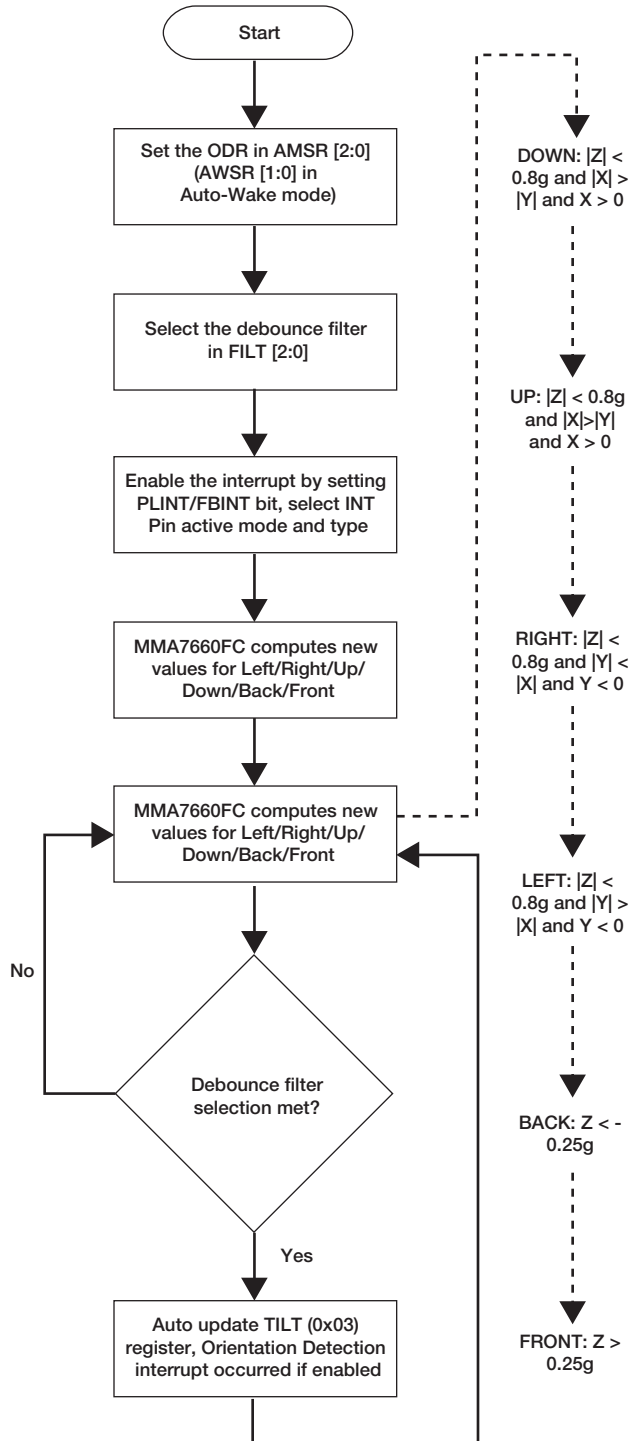 Start
Set the ODR in AMSR [2:0]
(AWSR [1:0] in
Auto-Wake mode)
Select the debounce filter
in FILT [2:0]
Enable the interrupt by setting
PLINT/FBINT bit, select INT
Pin active mode and type
MMA7660FC computes new
values for Left/Right/Up/
Down/Back/Front
MMA7660FC computes new
values for Left/Right/Up/
Down/Back/Front
No
Debounce filter
selection met?
Yes
Auto update TILT (0x03)
register, Orientation Detection
interrupt occurred if enabled
DOWN: |Z| <
0.8g and |X| >
|Y| and X > 0
UP: |Z| < 0.8g
and |X|>|Y|
and X > 0
RIGHT: |Z| <
0.8g and |Y| <
|X| and Y < 0
LEFT: |Z| <
0.8g and |Y| >
|X| and Y < 0
BACK: Z < -
0.25g
FRONT: Z >
0.25g